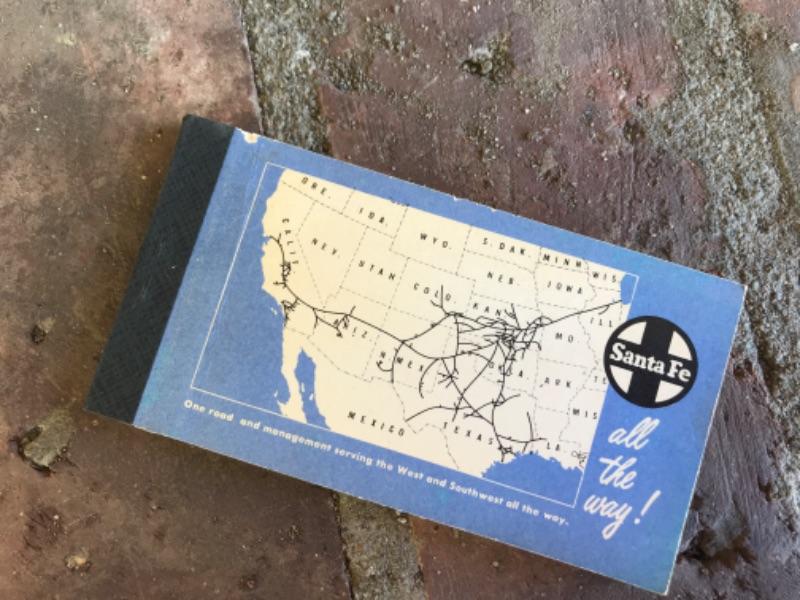 ORE.
IDA.
WYO.
S. DAK.
MINN.
WIS.
CALIF.
NEV.
UTAH
COLO.
NEB.
IOWA
KAN.
ILL.
MO.
ARIZ.
N. MEX.
OKLA.
ARK.
MEXICO
TEXAS
LA.
MIS
Santa Fe
all
the
way!
One road and management serving the West and Southwest all the way.